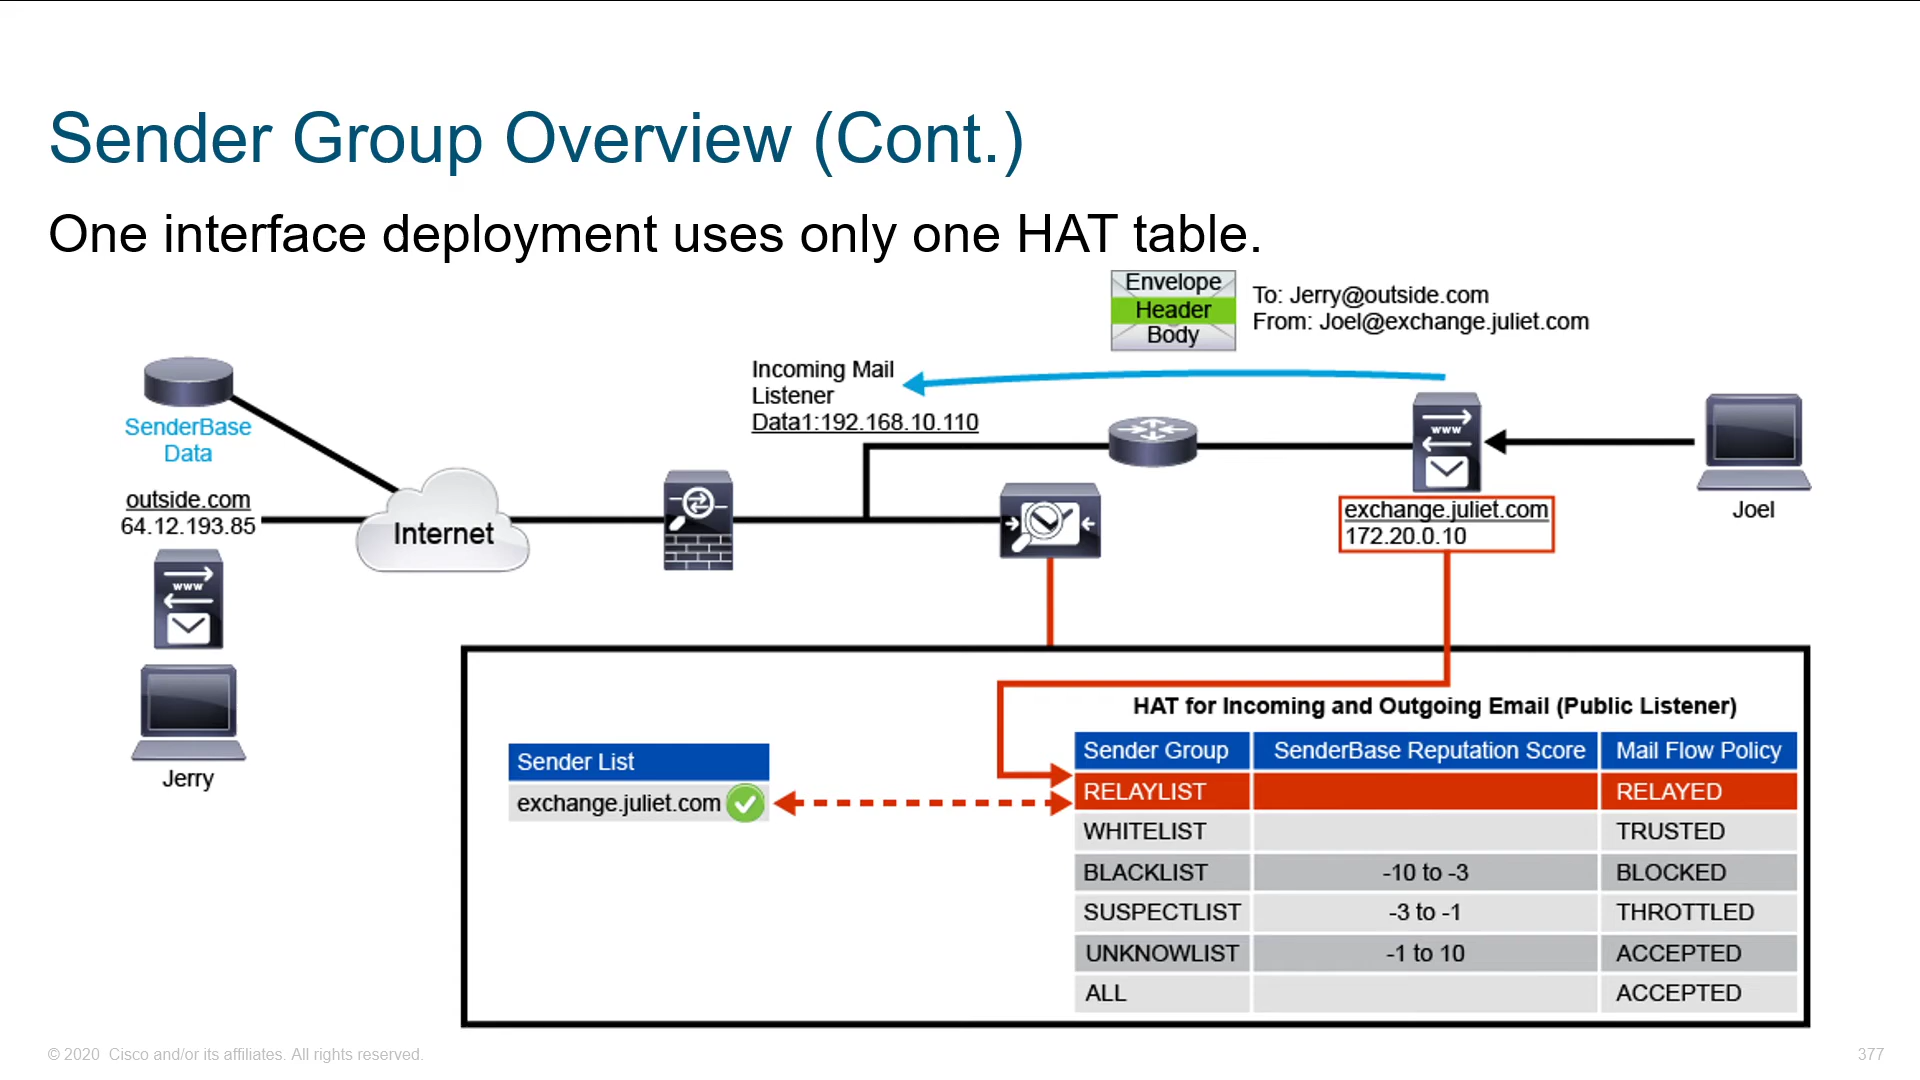 Sender Group Overview (Cont.)
One interface deployment uses only one HAT table.
Envelope
Header
Body
To: Jerry@outside.com
From: Joel@exchange.juliet.com
Incoming Mail
Listener
Data1:192.168.10.110
SenderBase
Data
outside.com
64.12.193.85
Internet
www
www
exchange.juliet.com
172.20.0.10
Joel
Jerry
HAT for Incoming and Outgoing Email (Public Listener)
Sender List
exchange.juliet.com
Sender Group SenderBase Reputation Score Mail Flow Policy
RELAYLIST RELAYED
WHITELIST TRUSTED
BLACKLIST -10 to -3 BLOCKED
SUSPECTLIST -3 to -1 THROTTLED
UNKNOWLIST -1 to 10 ACCEPTED
ALL ACCEPTED
© 2020 Cisco and/or its affiliates. All rights reserved.
377